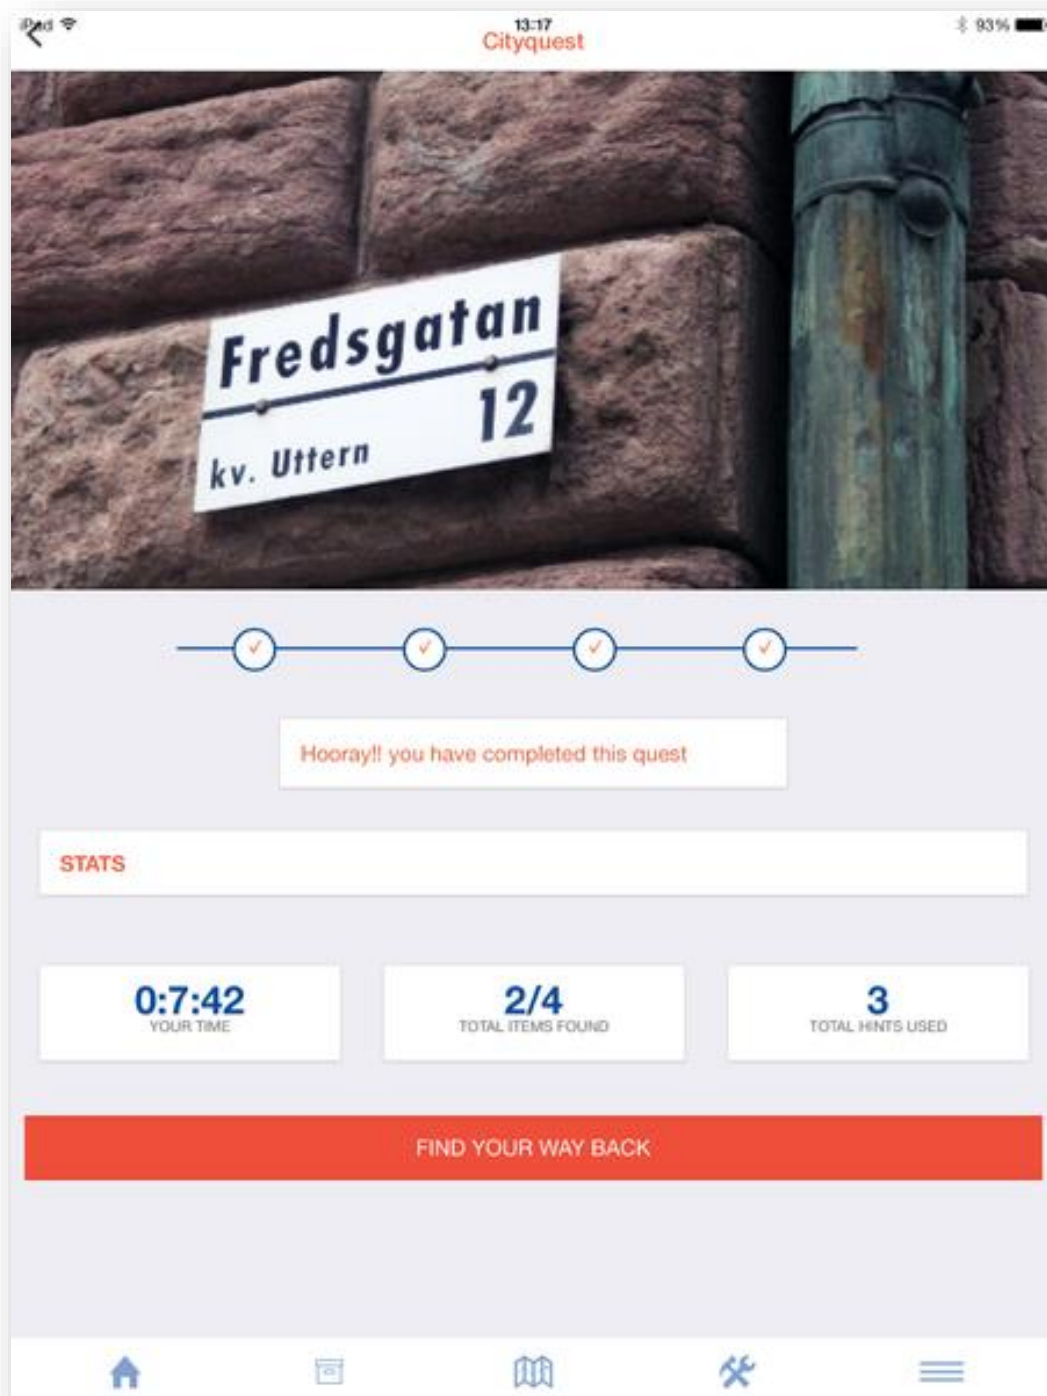 iPad 13:17 93%
Cityquest
Fredsgatan
12
kv. Uttern
Hooray!! you have completed this quest
STATS
0:7:42
YOUR TIME
2/4
TOTAL ITEMS FOUND
3
TOTAL HINTS USED
FIND YOUR WAY BACK